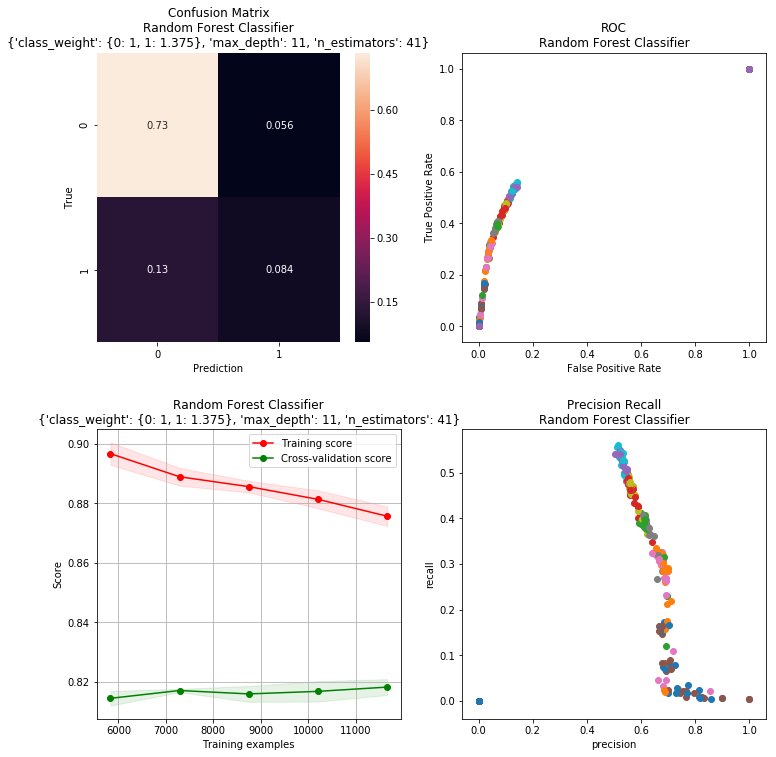 Confusion Matrix
Random Forest Classifier
{'class_weight': {0: 1, 1: 1.375}, 'max_depth': 11, 'n_estimators': 41}
0.73
0.056
0.13
0.084
0
1
True
0
1
Prediction
0.60
0.45
0.30
0.15
ROC
Random Forest Classifier
1.0
0.8
0.6
0.4
0.2
0.0
True Positive Rate
0.0 0.2 0.4 0.6 0.8 1.0
False Positive Rate
Random Forest Classifier
{'class_weight': {0: 1, 1: 1.375}, 'max_depth': 11, 'n_estimators': 41}
Training score
Cross-validation score
0.90
0.88
0.86
0.84
0.82
Score
6000 7000 8000 9000 10000 11000
Training examples
Precision Recall
Random Forest Classifier
0.5
0.4
0.3
0.2
0.1
0.0
recall
0.0 0.2 0.4 0.6 0.8 1.0
precision